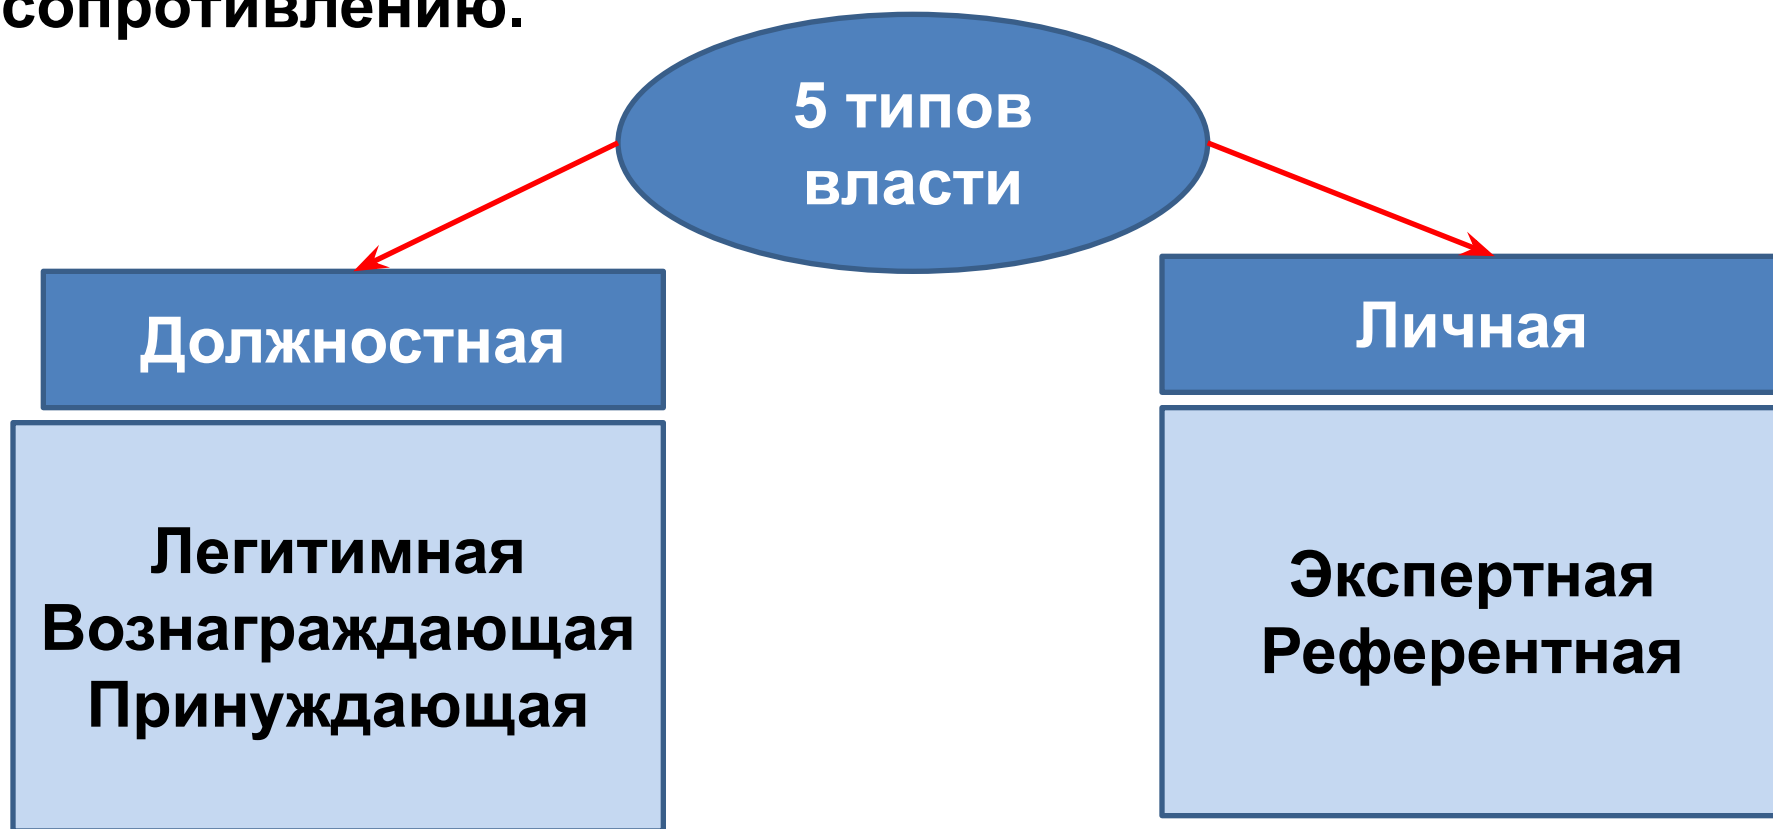 сопротивлению.
5 типов
власти
Должностная
Личная
Легитимная
Вознаграждающая
Принуждающая
Экспертная
Референтная